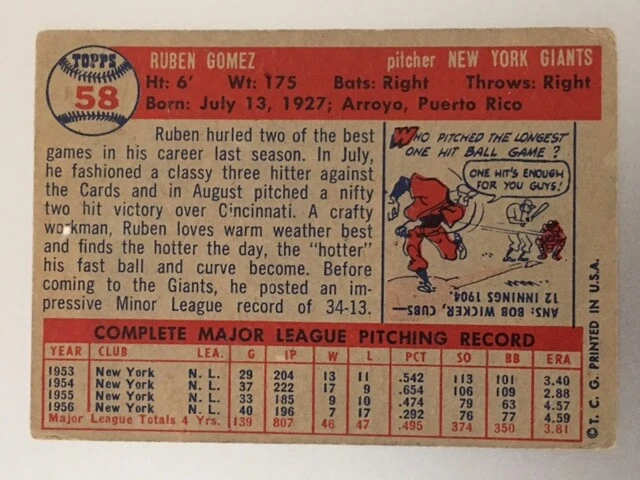 TOPPS
58
RUBEN GOMEZ pitcher NEW YORK GIANTS
Ht: 6' Wt: 175 Bats: Right Throws: Right
Born: July 13, 1927; Arroyo, Puerto Rico
Ruben hurled two of the best
games in his career last season. In July,
he fashioned a classy three hitter against
the Cards and in August pitched a nifty
two hit victory over Cincinnati. A crafty
workman, Ruben loves warm weather best
and finds the hotter the day, the "hotter"
his fast ball and curve become. Before
coming to the Giants, he posted an im-
pressive Minor League record of 34-13.
WHO PITCHED THE LONGEST
ONE HIT BALL GAME?
ONE HIT'S ENOUGH
FOR YOU GUYS!
ANS: BOB WICKER, CUBS—
12 INNINGS 1904.
COMPLETE MAJOR LEAGUE PITCHING RECORD
YEAR CLUB LEA. G IP W L PCT SO BB ERA
1953 New York N. L. 29 204 13 11 .542 113 101 3.40
1954 New York N. L. 37 222 17 9 .654 106 109 2.88
1955 New York N. L. 33 185 9 10 .474 79 63 4.57
1956 New York N. L. 40 196 7 17 .292 76 77 4.59
Major League Totals 4 Yrs. 139 807 46 47 .495 374 350 3.81
© T. C. G. PRINTED IN U.S.A.